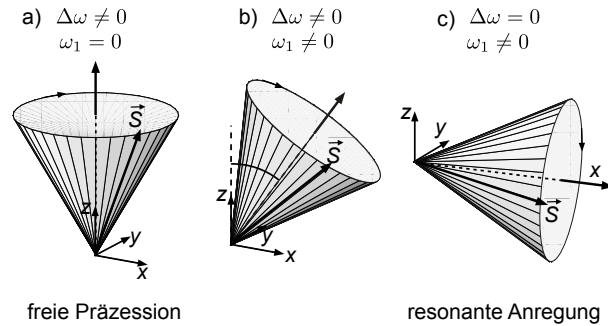 a) Δω ≠ 0
ω₁ = 0
z
S⃗
y
x
freie Präzession
b) Δω ≠ 0
ω₁ ≠ 0
z
S⃗
y
x
c) Δω = 0
ω₁ ≠ 0
z
y
x
S⃗
resonante Anregung